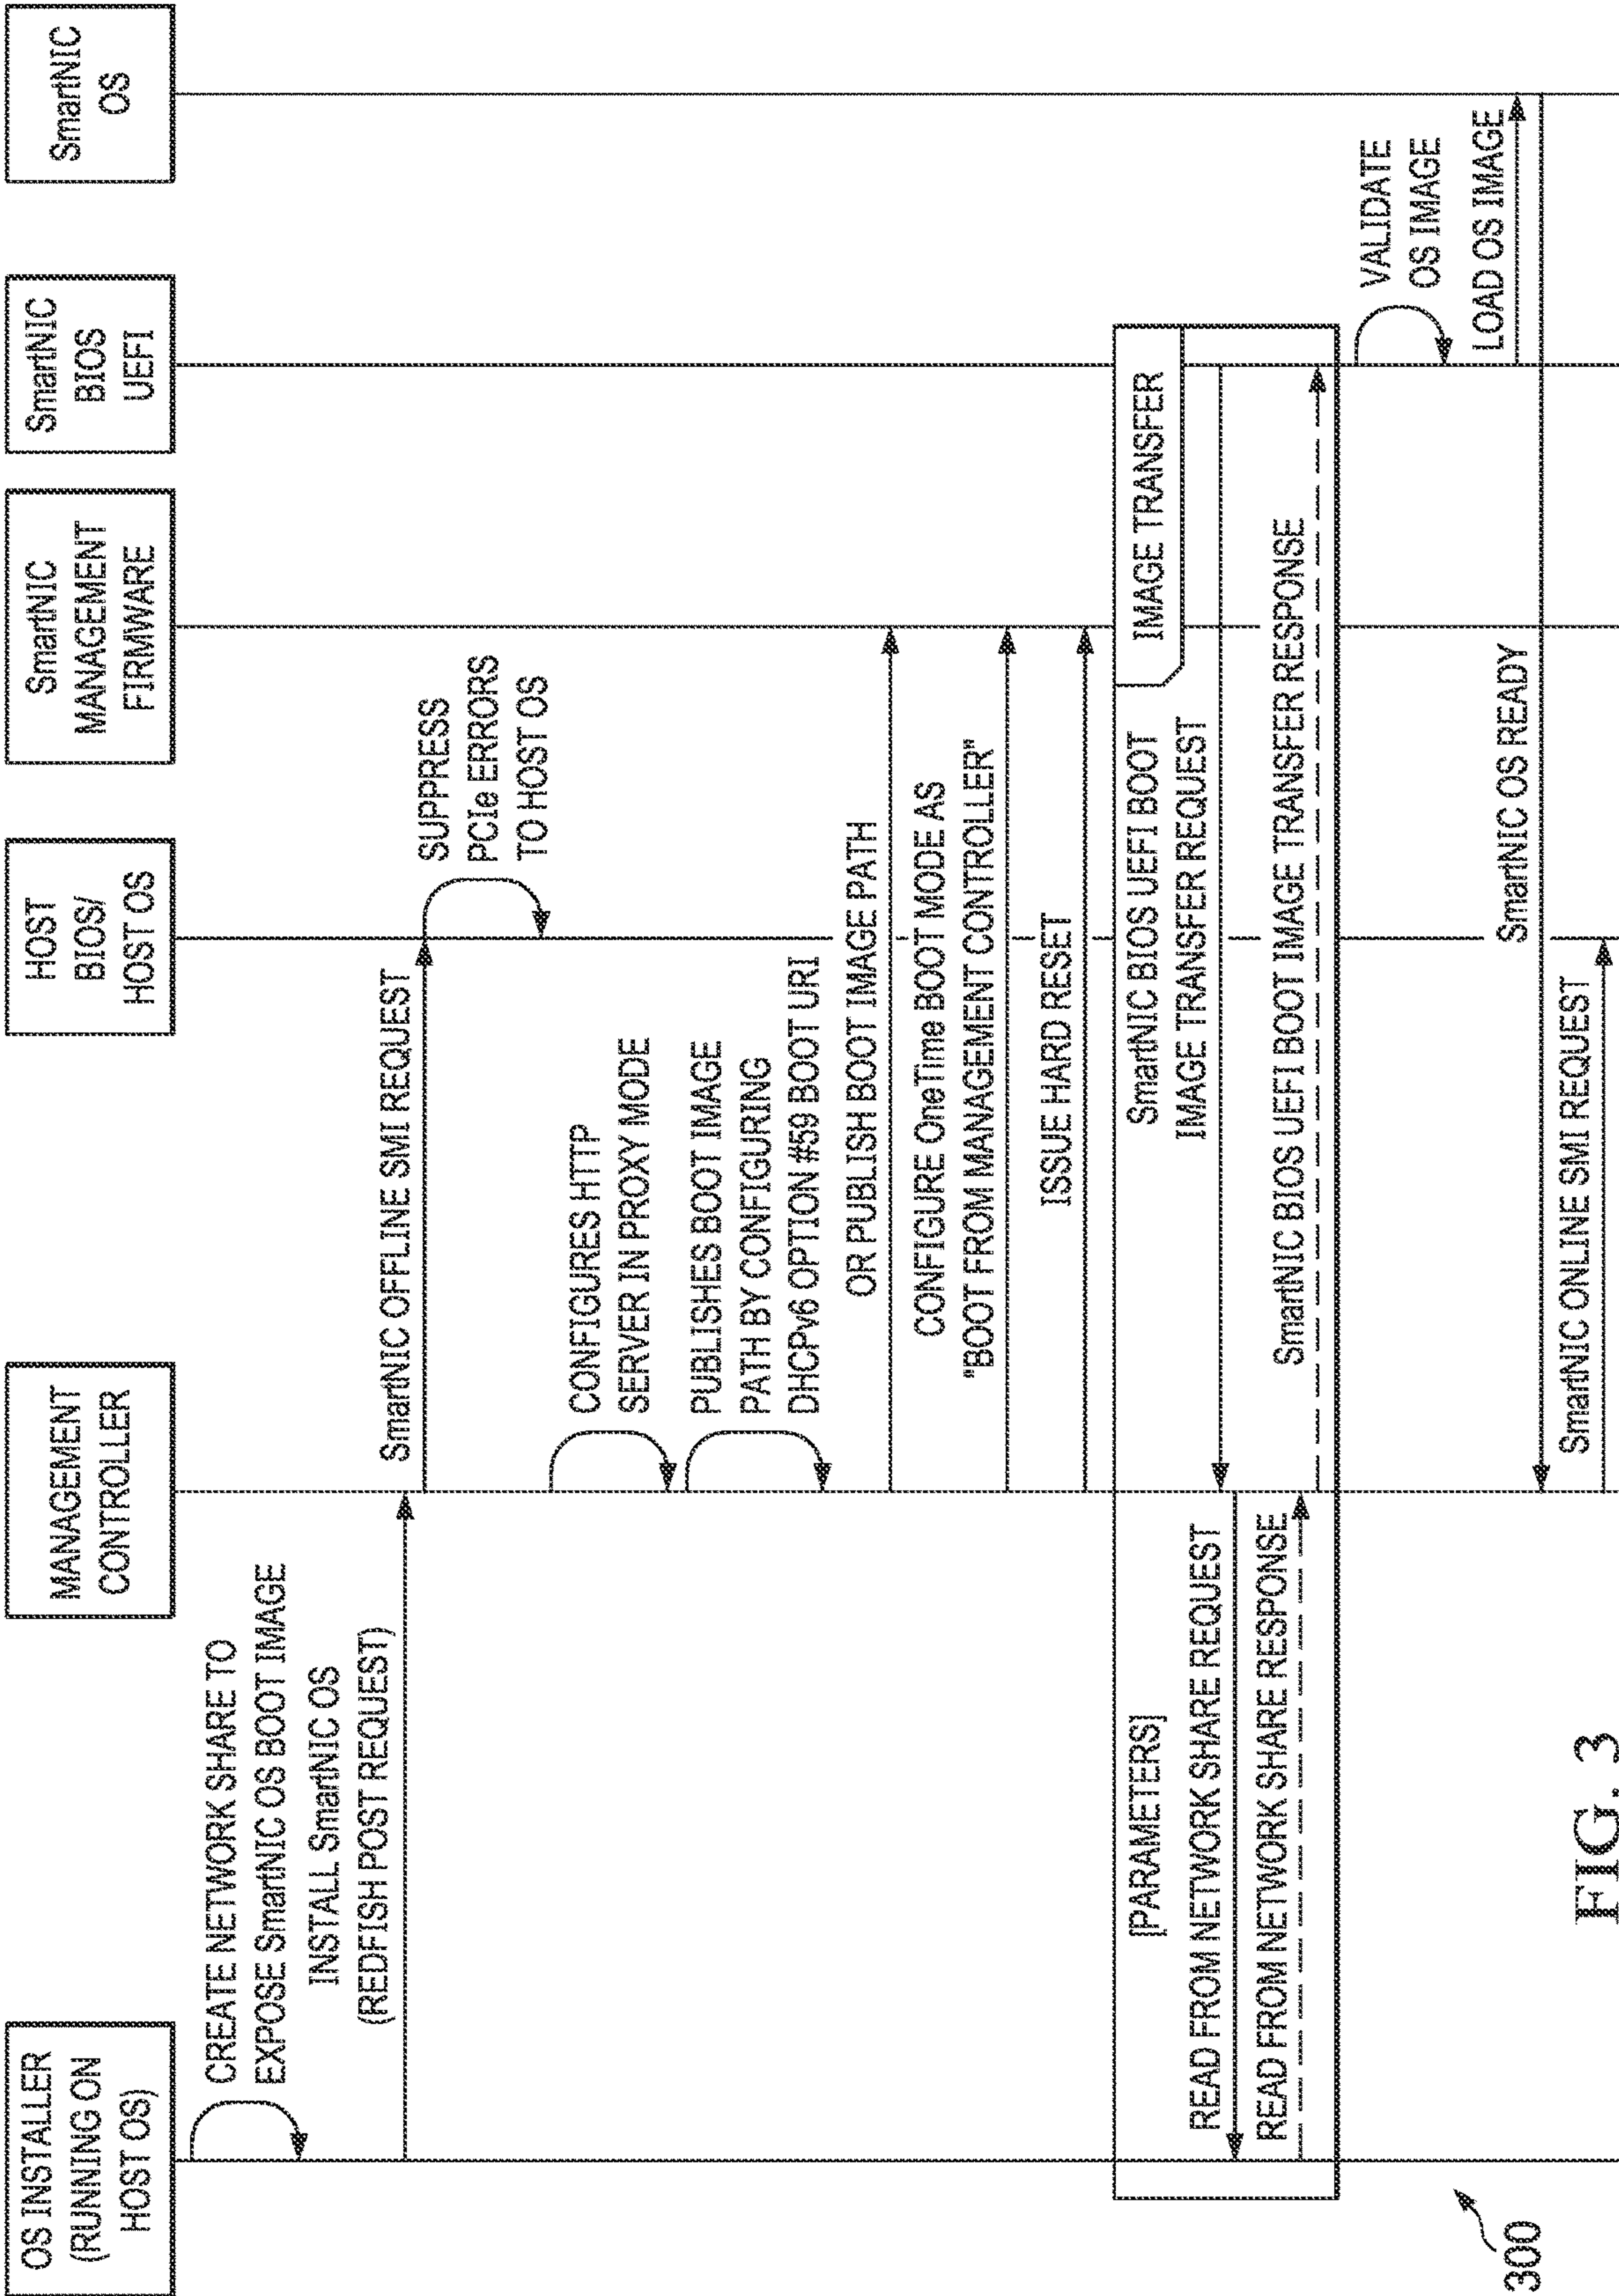 OS INSTALLER
(RUNNING ON
HOST OS)
MANAGEMENT
CONTROLLER
HOST
BIOS/
HOST OS
SmartNIC
MANAGEMENT
FIRMWARE
SmartNIC
BIOS
UEFI
SmartNIC
OS
CREATE NETWORK SHARE TO
EXPOSE SmartNIC OS BOOT IMAGE
INSTALL SmartNIC OS
(REDFISH POST REQUEST)
SmartNIC OFFLINE SMI REQUEST
SUPPRESS
PCIe ERRORS
TO HOST OS
CONFIGURES HTTP
SERVER IN PROXY MODE
PUBLISHES BOOT IMAGE
PATH BY CONFIGURING
DHCPv6 OPTION #59 BOOT URI
OR PUBLISH BOOT IMAGE PATH
CONFIGURE OneTime BOOT MODE AS
"BOOT FROM MANAGEMENT CONTROLLER"
ISSUE HARD RESET
IMAGE TRANSFER
[PARAMETERS]
SmartNIC BIOS UEFI BOOT
IMAGE TRANSFER REQUEST
READ FROM NETWORK SHARE REQUEST
READ FROM NETWORK SHARE RESPONSE
SmartNIC BIOS UEFI BOOT IMAGE TRANSFER RESPONSE
VALIDATE
OS IMAGE
LOAD OS IMAGE
SmartNIC OS READY
SmartNIC ONLINE SMI REQUEST
300
FIG. 3